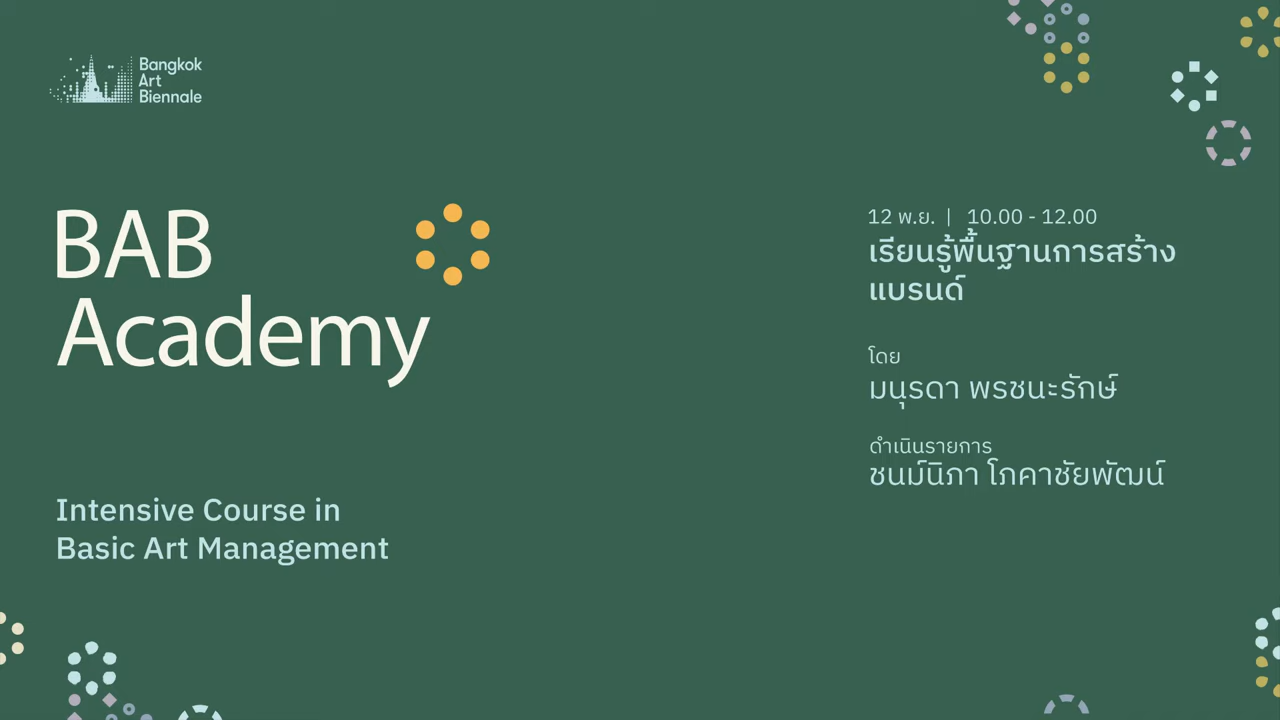 Bangkok
Art
Biennale
BAB
Academy
Intensive Course in
Basic Art Management
12 พ.ย. | 10.00 - 12.00
เรียนรู้พื้นฐานการสร้าง
แบรนด์
โดย
มนุรดา พรชนะรักษ์
ดำเนินรายการ
ชนม์นิภา โภคาชัยพัฒน์